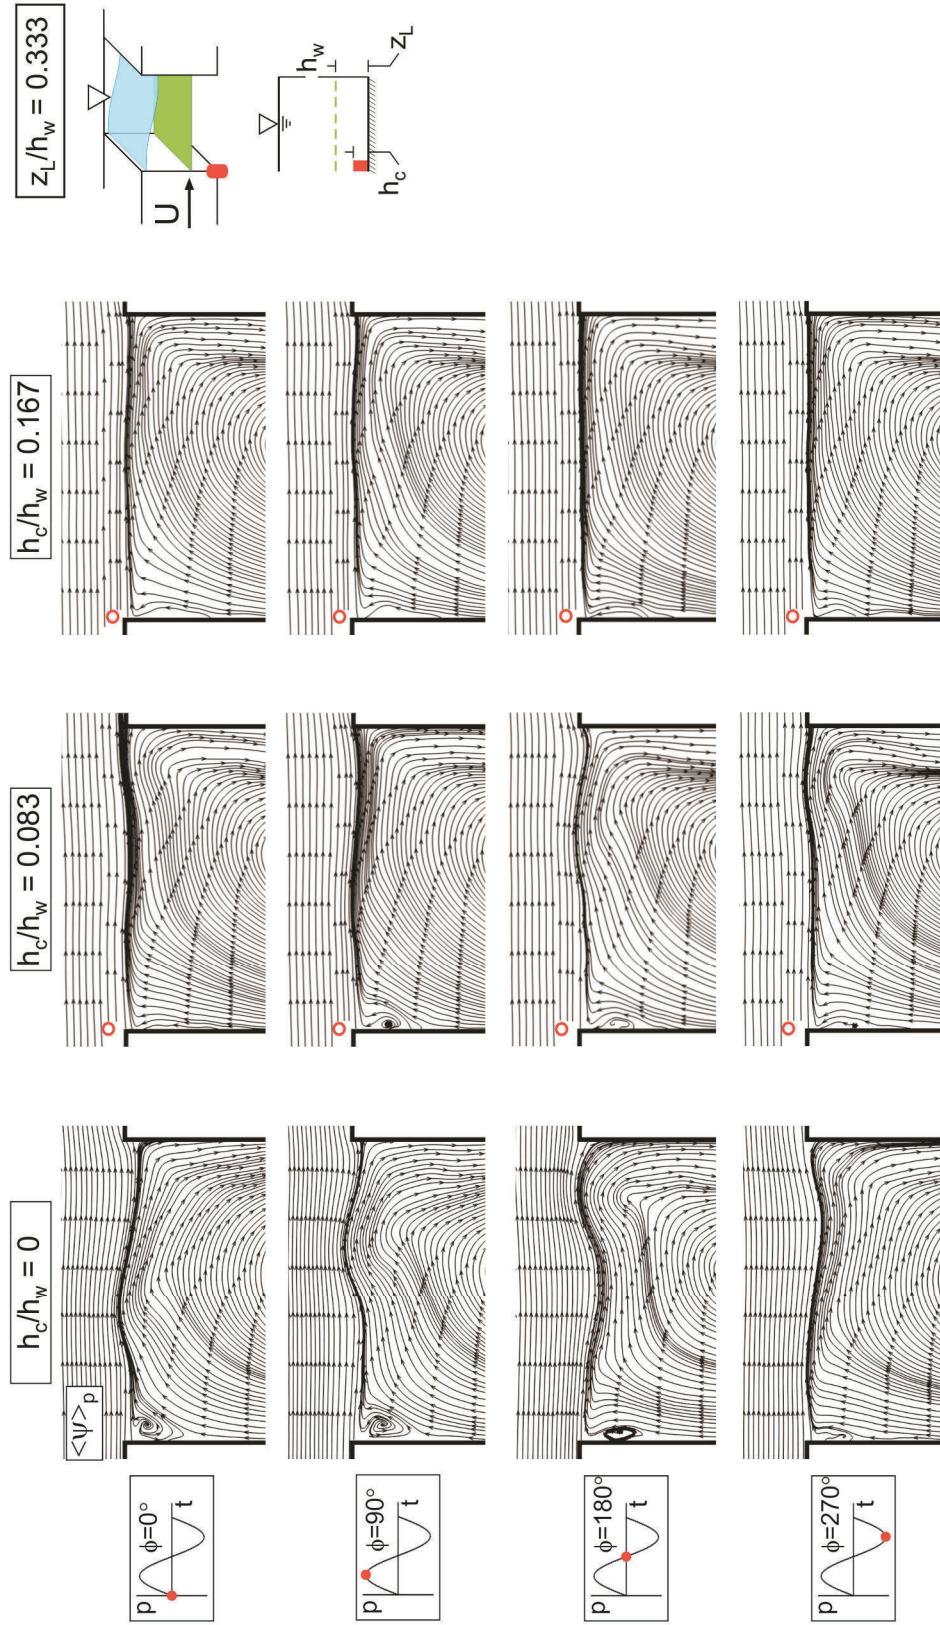 h_c/h_w = 0
h_c/h_w = 0.083
h_c/h_w = 0.167
z_L/h_w = 0.333
<ψ>_p
p
ϕ=0°
t
p
ϕ=90°
t
p
ϕ=180°
t
p
ϕ=270°
t
U
h_w
z_L
h_c